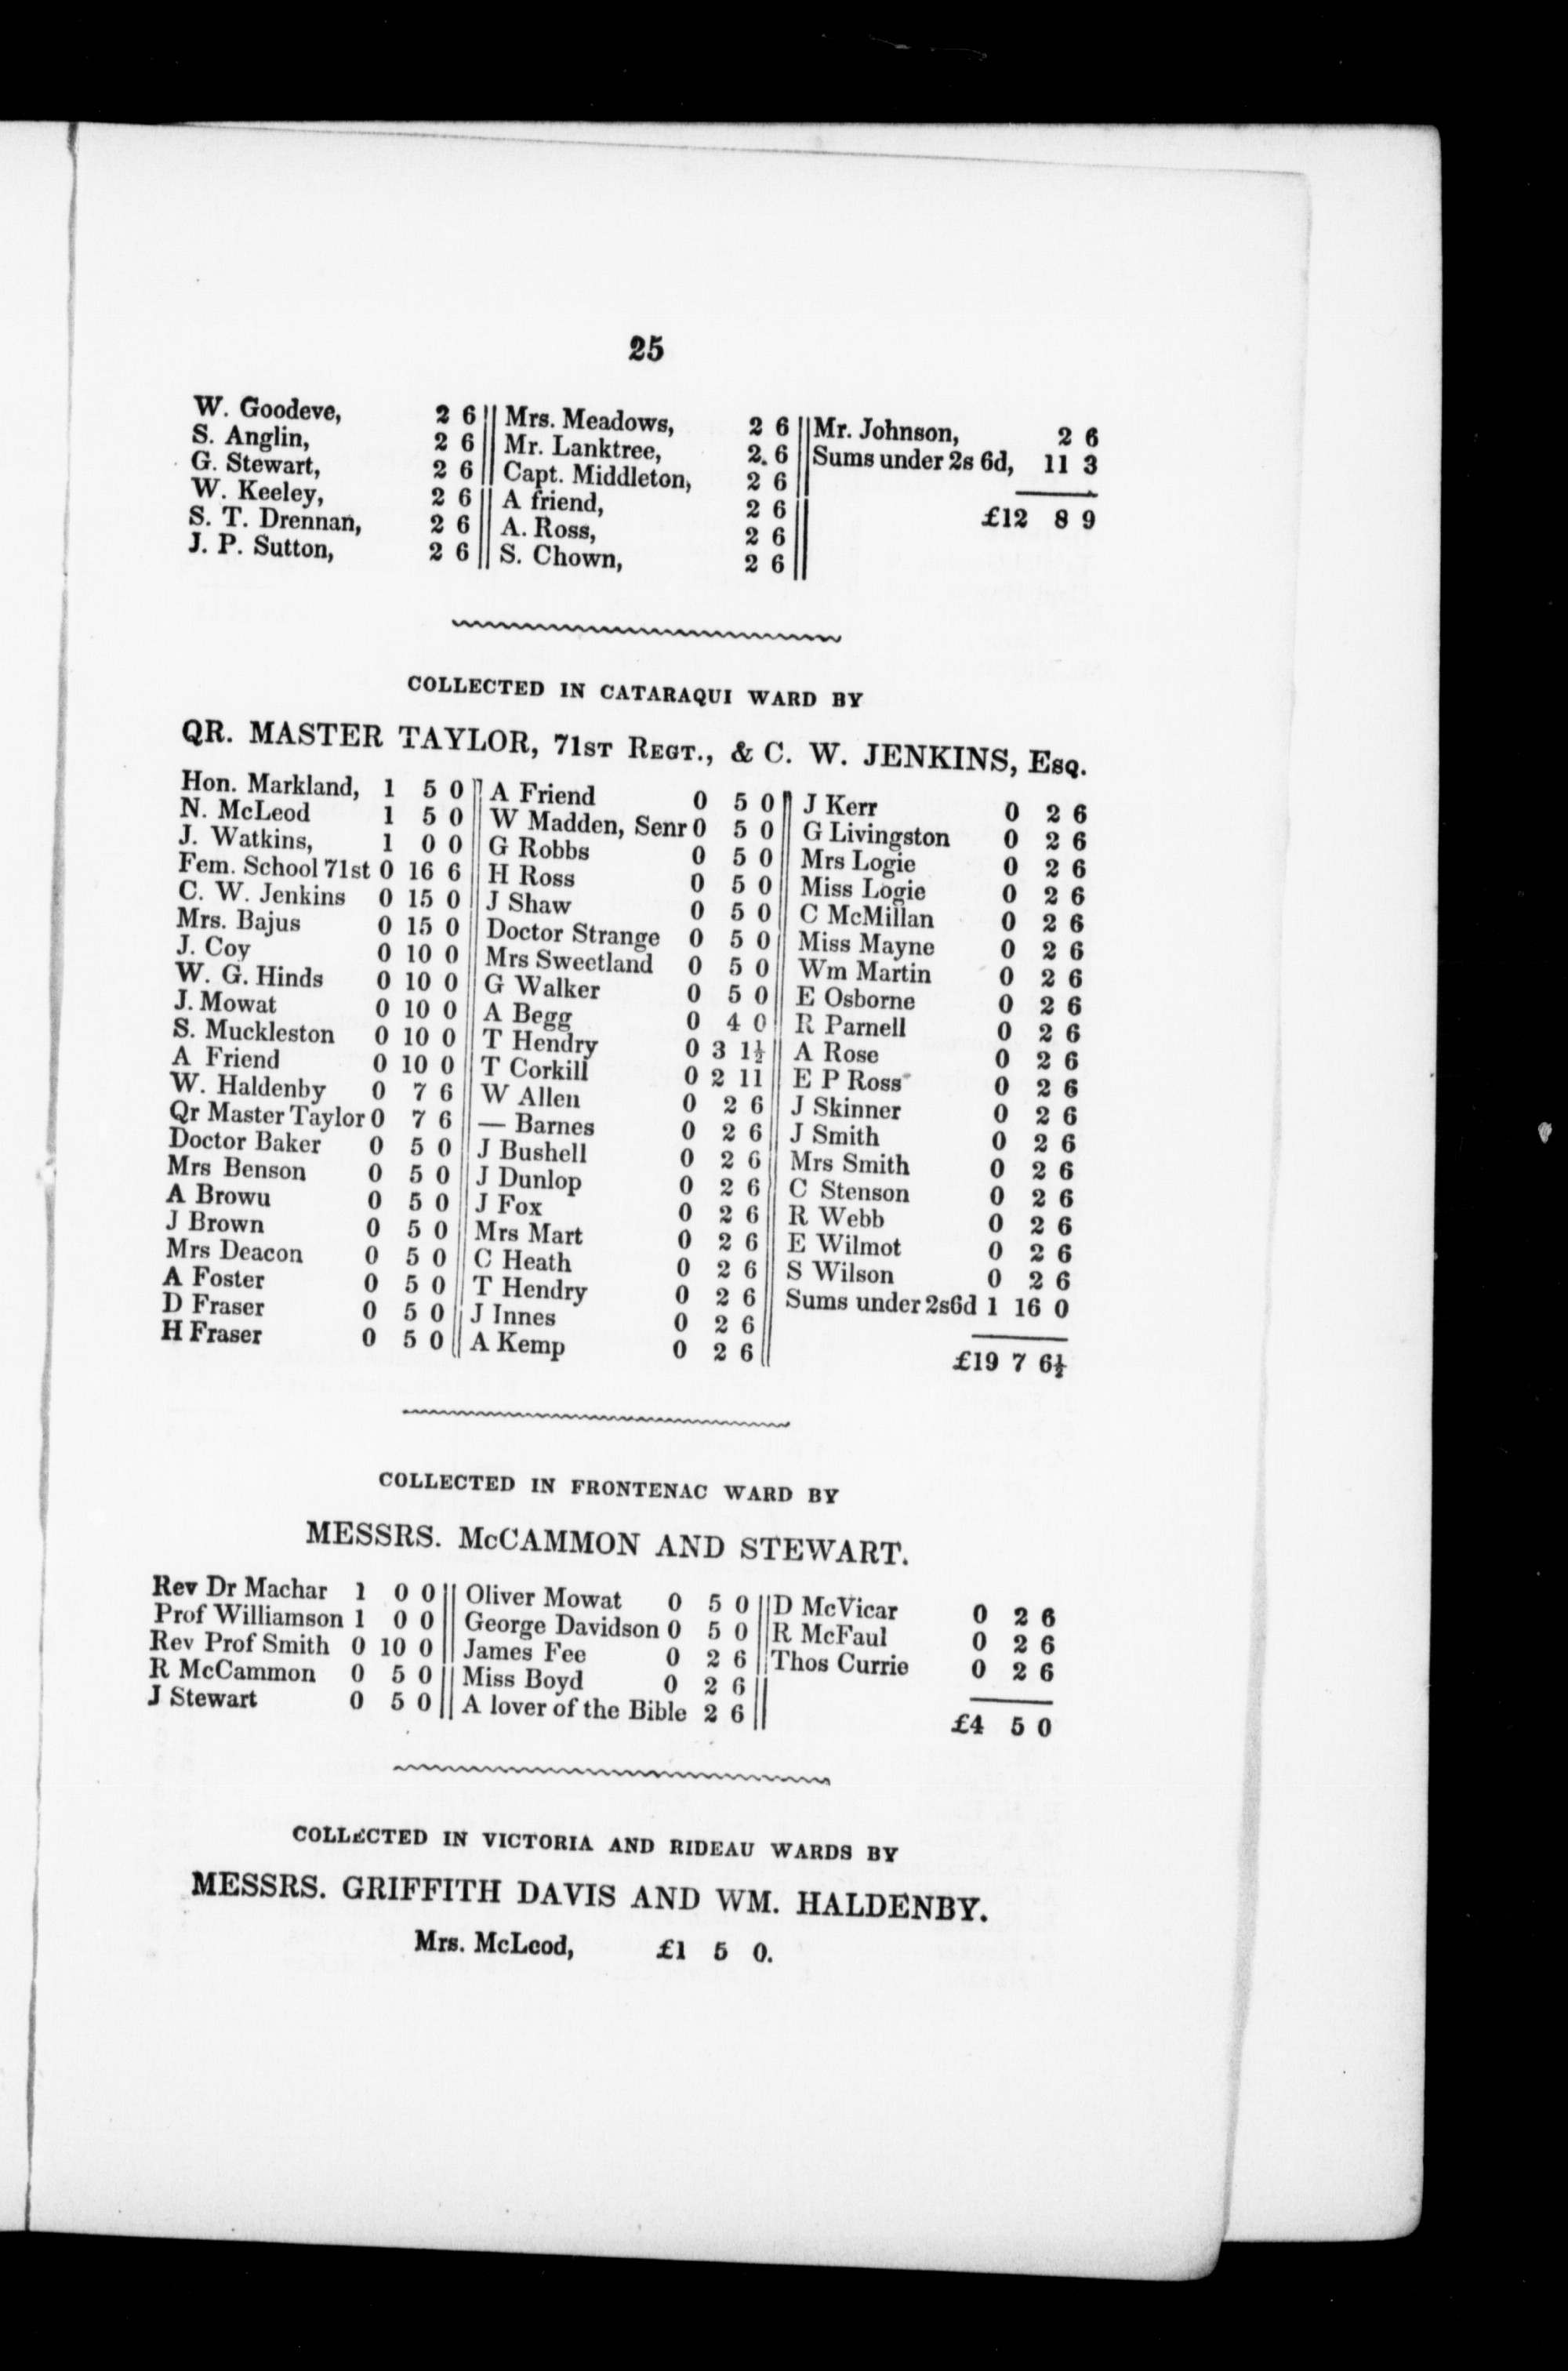 25
W. Goodeve, 2 6
S. Anglin, 2 6
G. Stewart, 2 6
W. Keeley, 2 6
S. T. Drennan, 2 6
J. P. Sutton, 2 6
Mrs. Meadows, 2 6
Mr. Lanktree, 2. 6
Capt. Middleton, 2 6
A friend, 2 6
A. Ross, 2 6
S. Chown, 2 6
Mr. Johnson, 2 6
Sums under 2s 6d, 11 3
£12 8 9
COLLECTED IN CATARAQUI WARD BY
QR. MASTER TAYLOR, 71ST REGT., & C. W. JENKINS, ESQ.
Hon. Markland, 1 5 0
N. McLeod 1 5 0
J. Watkins, 1 0 0
Fem. School 71st 0 16 6
C. W. Jenkins 0 15 0
Mrs. Bajus 0 15 0
J. Coy 0 10 0
W. G. Hinds 0 10 0
J. Mowat 0 10 0
S. Muckleston 0 10 0
A Friend 0 10 0
W. Haldenby 0 7 6
Qr Master Taylor 0 7 6
Doctor Baker 0 5 0
Mrs Benson 0 5 0
A Browu 0 5 0
J Brown 0 5 0
Mrs Deacon 0 5 0
A Foster 0 5 0
D Fraser 0 5 0
H Fraser 0 5 0
A Friend 0 5 0
W Madden, Senr 0 5 0
G Robbs 0 5 0
H Ross 0 5 0
J Shaw 0 5 0
Doctor Strange 0 5 0
Mrs Sweetland 0 5 0
G Walker 0 5 0
A Begg 0 4 0
T Hendry 0 3 1½
T Corkill 0 2 11
W Allen 0 2 6
— Barnes 0 2 6
J Bushell 0 2 6
J Dunlop 0 2 6
J Fox 0 2 6
Mrs Mart 0 2 6
C Heath 0 2 6
T Hendry 0 2 6
J Innes 0 2 6
A Kemp 0 2 6
J Kerr 0 2 6
G Livingston 0 2 6
Mrs Logie 0 2 6
Miss Logie 0 2 6
C McMillan 0 2 6
Miss Mayne 0 2 6
Wm Martin 0 2 6
E Osborne 0 2 6
R Parnell 0 2 6
A Rose 0 2 6
E P Ross 0 2 6
J Skinner 0 2 6
J Smith 0 2 6
Mrs Smith 0 2 6
C Stenson 0 2 6
R Webb 0 2 6
E Wilmot 0 2 6
S Wilson 0 2 6
Sums under 2s6d 1 16 0
£19 7 6½
COLLECTED IN FRONTENAC WARD BY
MESSRS. McCAMMON AND STEWART.
Rev Dr Machar 1 0 0
Prof Williamson 1 0 0
Rev Prof Smith 0 10 0
R McCammon 0 5 0
J Stewart 0 5 0
Oliver Mowat 0 5 0
George Davidson 0 5 0
James Fee 0 2 6
Miss Boyd 0 2 6
A lover of the Bible 2 6
D McVicar 0 2 6
R McFaul 0 2 6
Thos Currie 0 2 6
£4 5 0
COLLECTED IN VICTORIA AND RIDEAU WARDS BY
MESSRS. GRIFFITH DAVIS AND WM. HALDENBY.
Mrs. McLeod, £1 5 0.